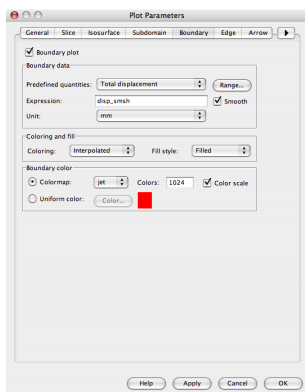 Plot Parameters
General Slice Isosurface Subdomain Boundary Edge Arrow
Boundary plot
Boundary data
Predefined quantities: Total displacement Range...
Expression: disp_smsh Smooth
Unit: mm
Coloring and fill
Coloring: Interpolated Fill style: Filled
Boundary color
Colormap: jet Colors: 1024 Color scale
Uniform color: Color...
Help Apply Cancel OK